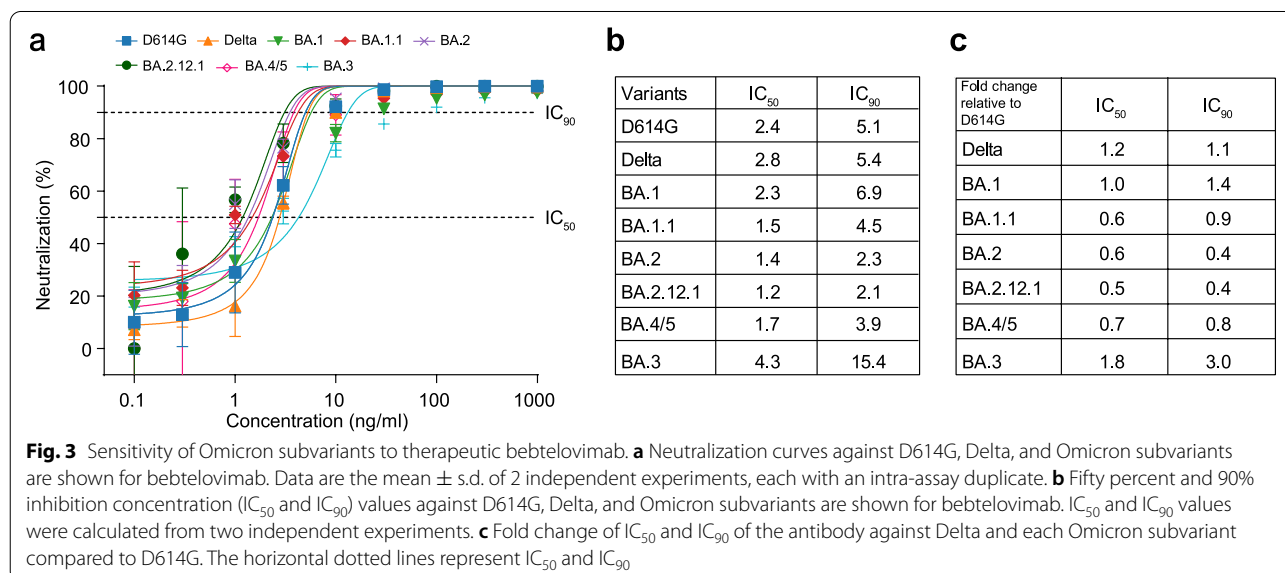 a
D614G Delta BA.1 BA.1.1 BA.2
BA.2.12.1 BA.4/5 BA.3
Neutralization (%)
100
80
60
40
20
0
IC90
IC50
0.1 1 10 100 1000
Concentration (ng/ml)
b
Variants IC50 IC90
D614G 2.4 5.1
Delta 2.8 5.4
BA.1 2.3 6.9
BA.1.1 1.5 4.5
BA.2 1.4 2.3
BA.2.12.1 1.2 2.1
BA.4/5 1.7 3.9
BA.3 4.3 15.4
c
Fold change
relative to
D614G
IC50 IC90
Delta 1.2 1.1
BA.1 1.0 1.4
BA.1.1 0.6 0.9
BA.2 0.6 0.4
BA.2.12.1 0.5 0.4
BA.4/5 0.7 0.8
BA.3 1.8 3.0
Fig. 3 Sensitivity of Omicron subvariants to therapeutic bebtelovimab. a Neutralization curves against D614G, Delta, and Omicron subvariants
are shown for bebtelovimab. Data are the mean ± s.d. of 2 independent experiments, each with an intra-assay duplicate. b Fifty percent and 90%
inhibition concentration (IC50 and IC90) values against D614G, Delta, and Omicron subvariants are shown for bebtelovimab. IC50 and IC90 values
were calculated from two independent experiments. c Fold change of IC50 and IC90 of the antibody against Delta and each Omicron subvariant
compared to D614G. The horizontal dotted lines represent IC50 and IC90